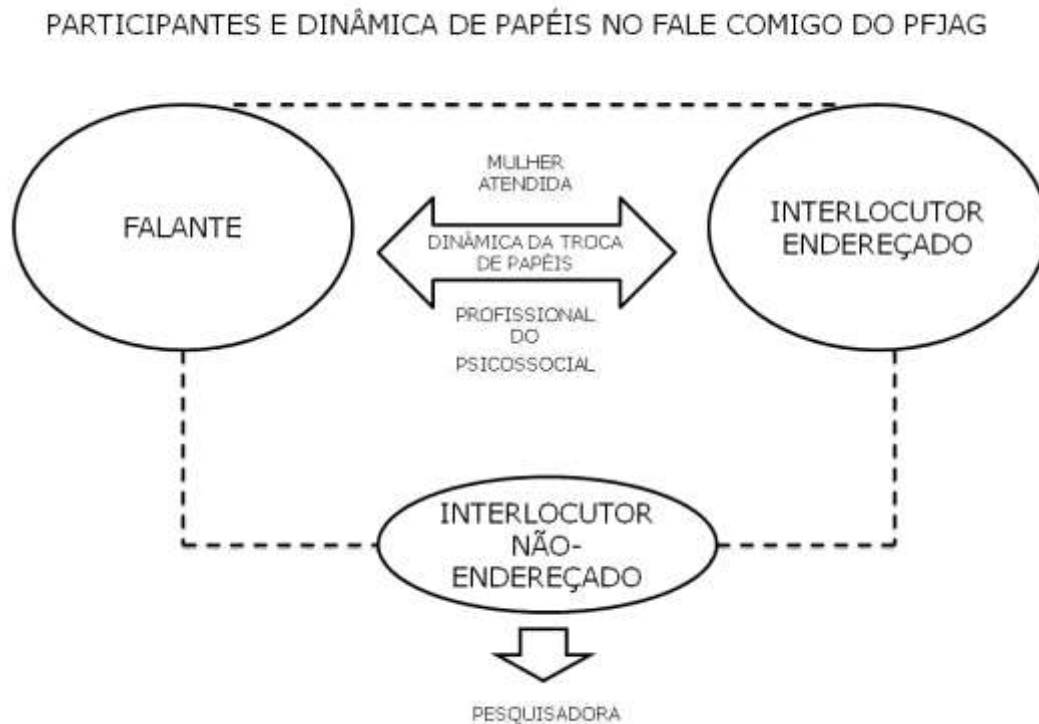 PARTICIPANTES E DINÂMICA DE PAPÉIS NO FALE COMIGO DO PFJAG
FALANTE
MULHER
ATENDIDA
DINÂMICA DA TROCA
DE PAPÉIS
PROFISSIONAL
DO
PSICOSSOCIAL
INTERLOCUTOR
ENDEREÇADO
INTERLOCUTOR
NÃO-
ENDEREÇADO
PESQUISADORA